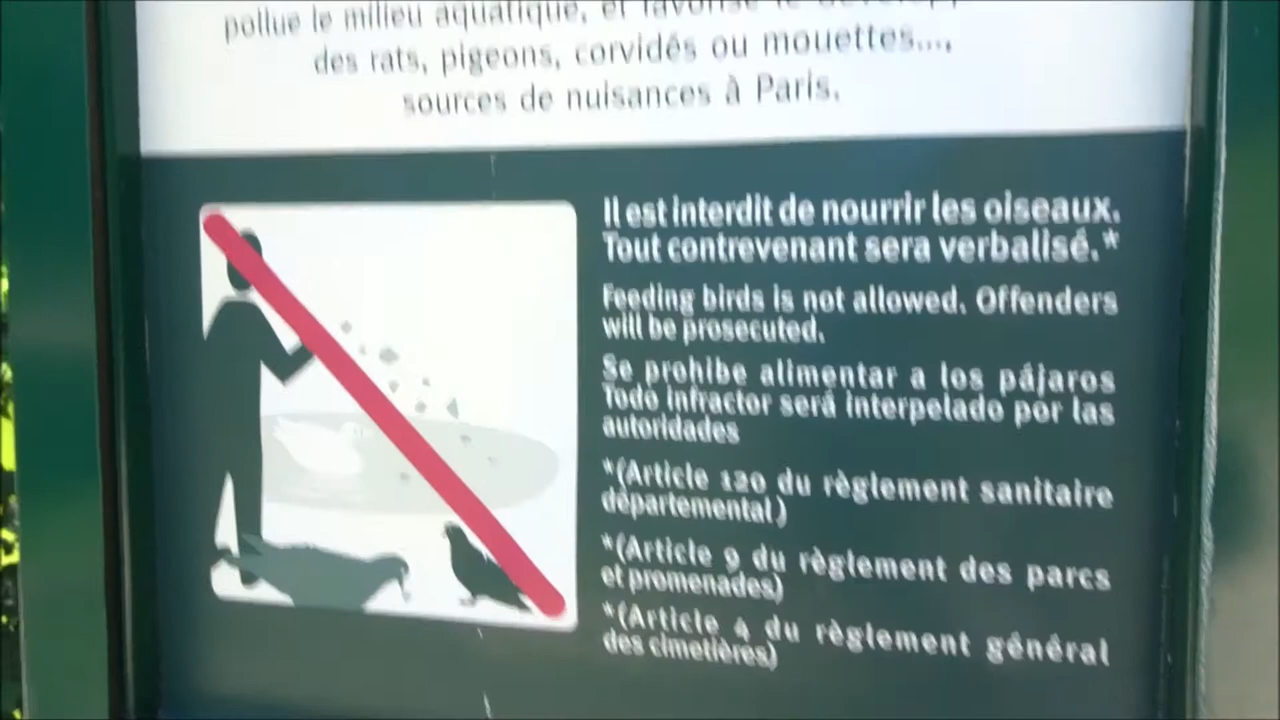 pollue le milieu aquatique, et favorise le
des rats, pigeons, corvidés ou mouettes...,
sources de nuisances à Paris.
Il est interdit de nourrir les oiseaux.
Tout contrevenant sera verbalisé.*
Feeding birds is not allowed. Offenders
will be prosecuted.
Se prohibe alimentar a los pájaros
Todo infractor será interpelado por las
autoridades
*(Article 120 du règlement sanitaire
départemental)
*(Article 9 du règlement des parcs
et promenades)
*(Article 4 du règlement général
des cimetières)